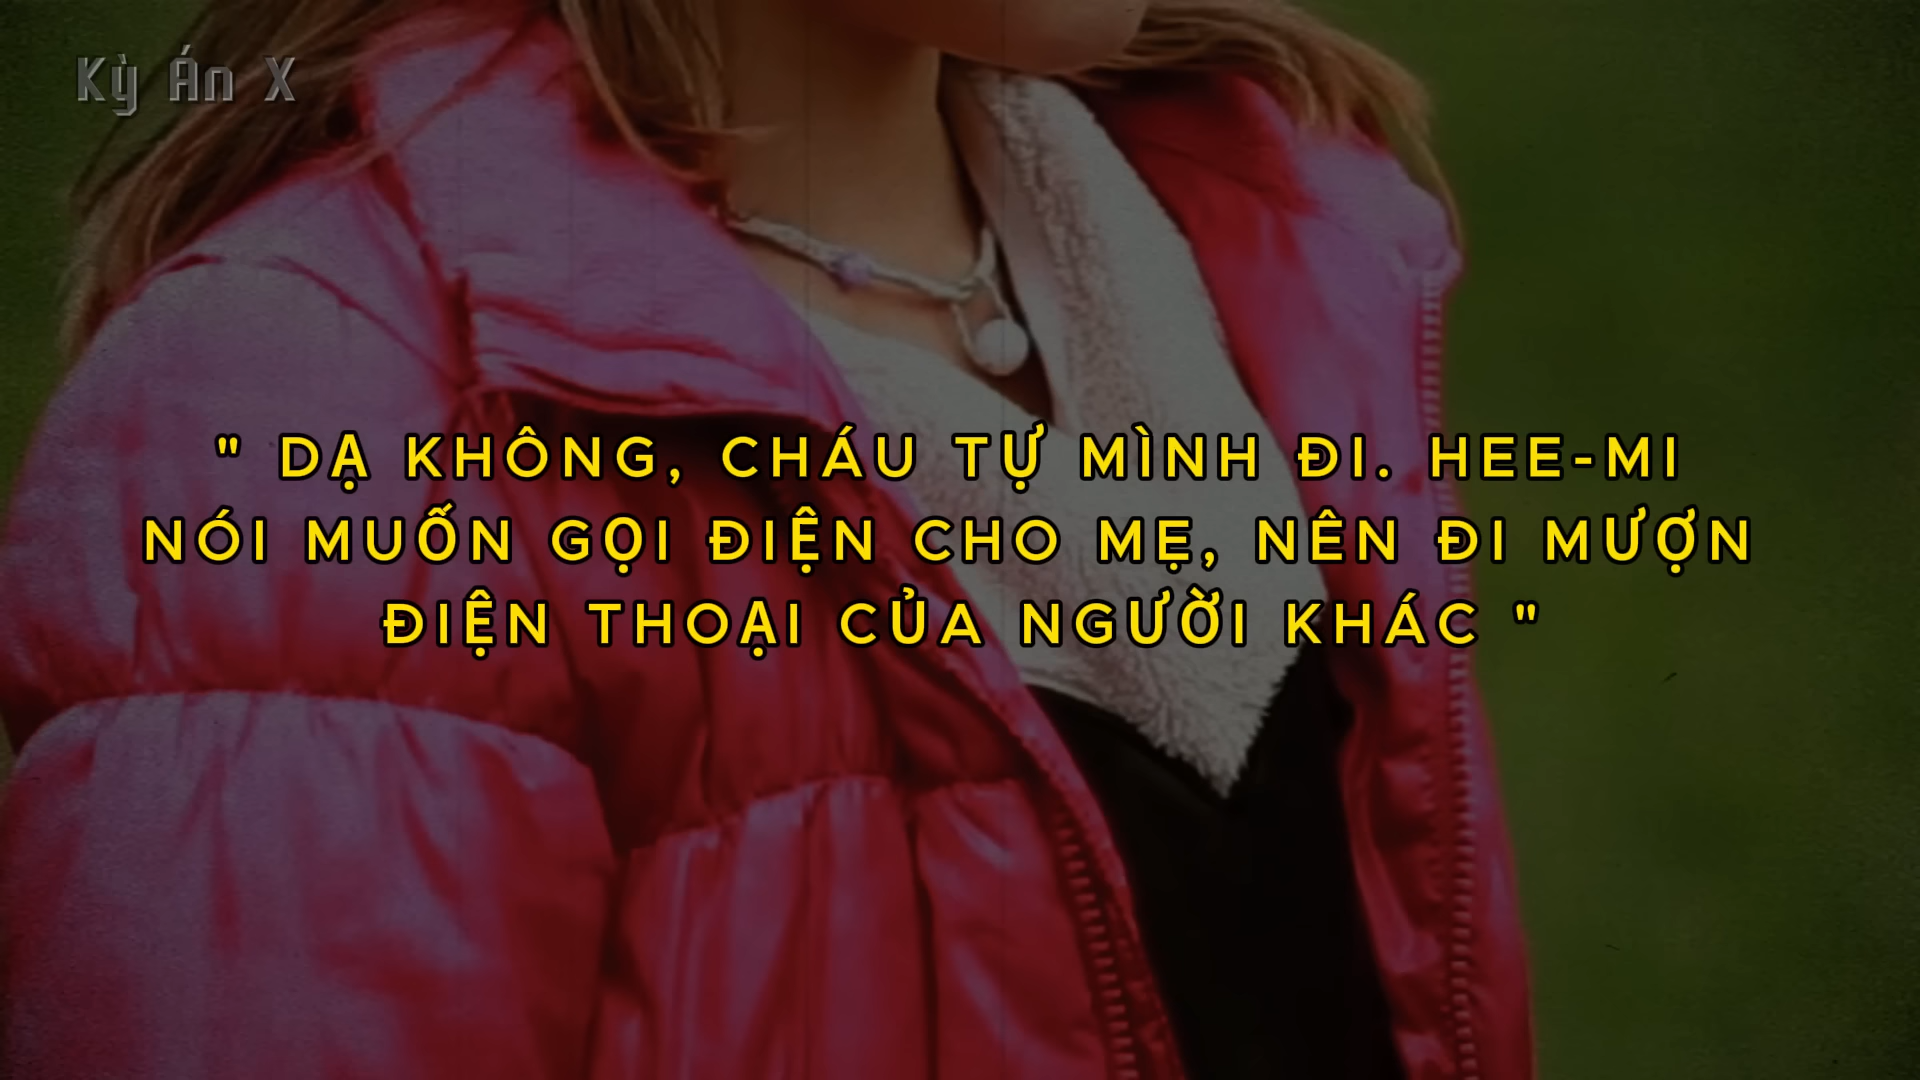 Kỳ Án X
" DẠ KHÔNG, CHÁU TỰ MÌNH ĐI. HEE-MI
NÓI MUỐN GỌI ĐIỆN CHO MẸ, NÊN ĐI MƯỢN
ĐIỆN THOẠI CỦA NGƯỜI KHÁC "